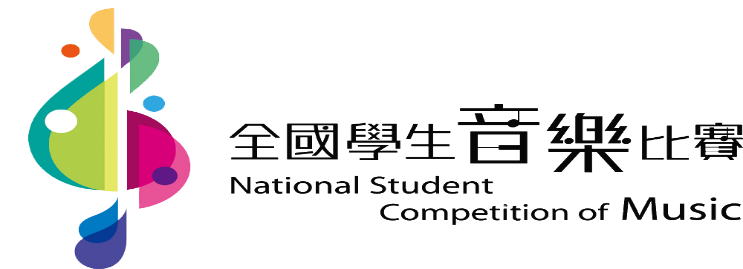 全國學生音樂比賽
National Student
Competition of Music